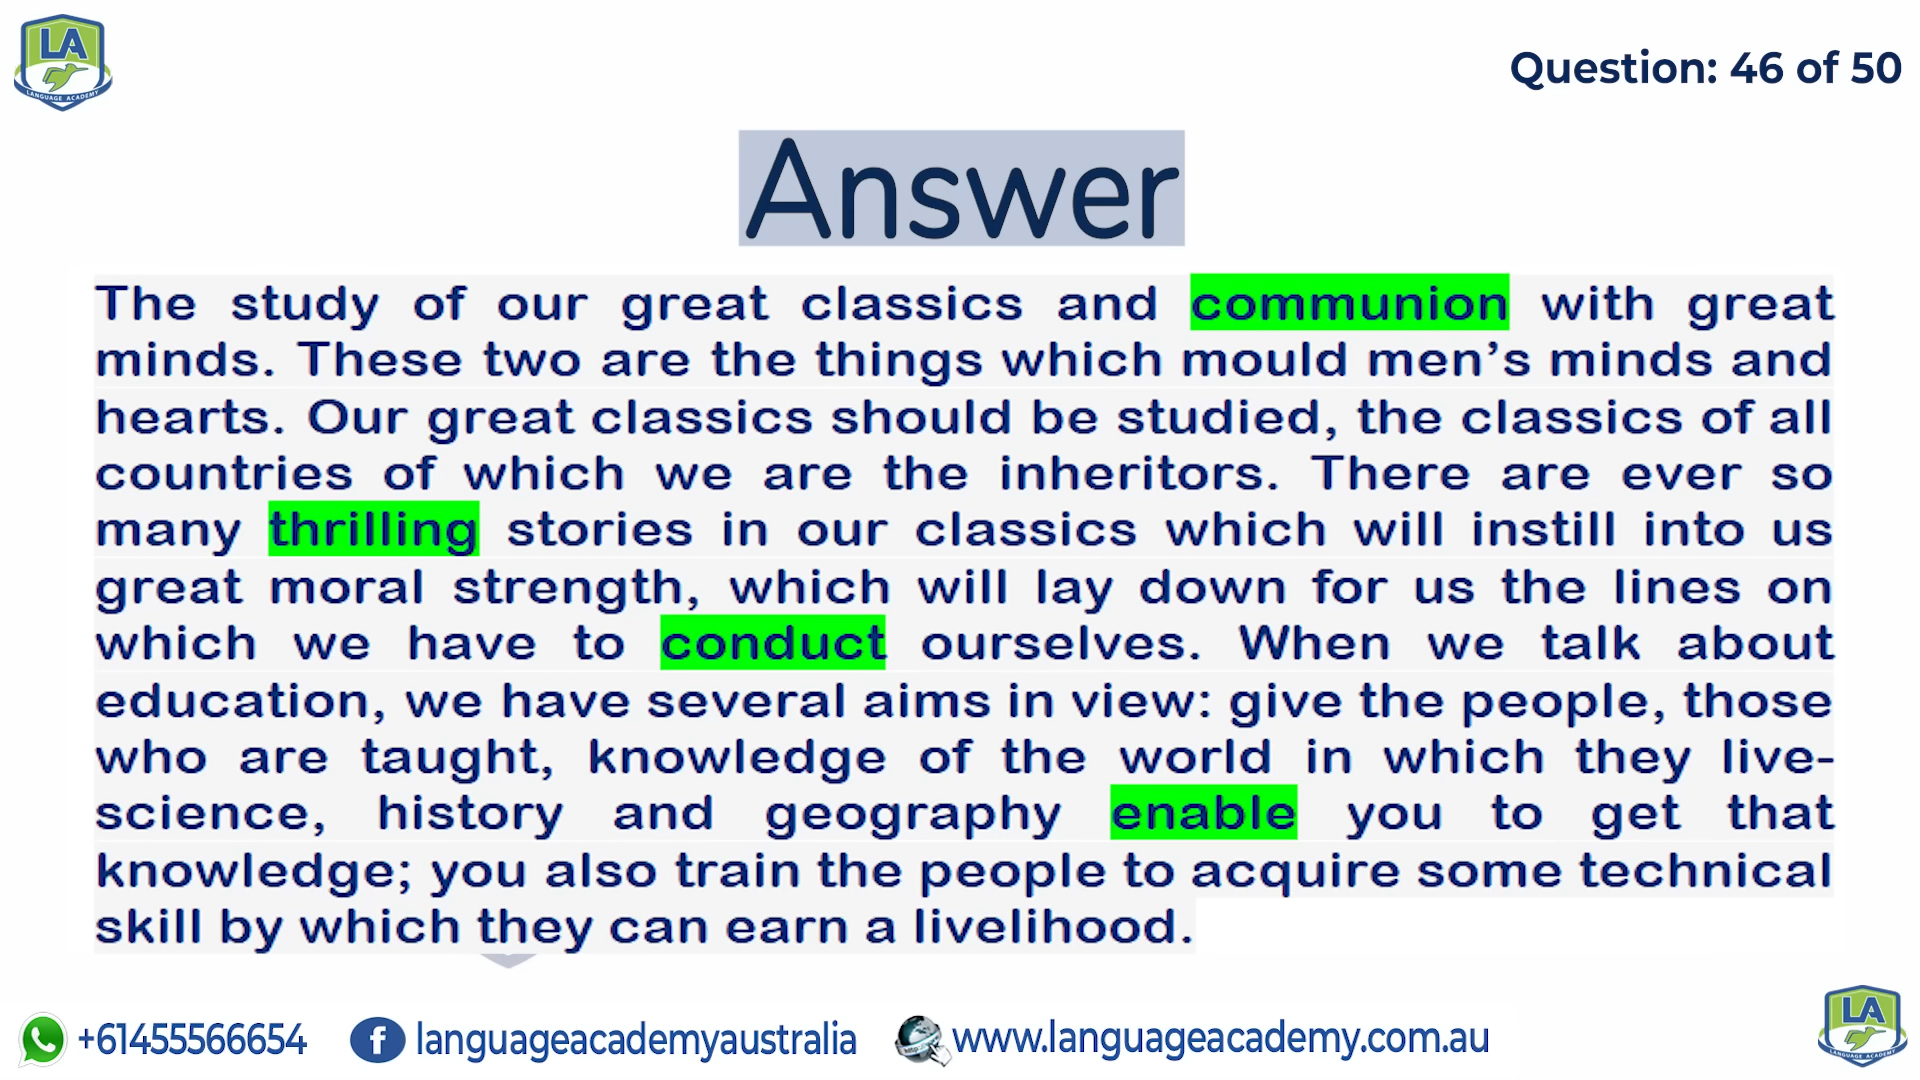 LA
LANGUAGE ACADEMY
Question: 46 of 50
Answer
The study of our great classics and communion with great
minds. These two are the things which mould men’s minds and
hearts. Our great classics should be studied, the classics of all
countries of which we are the inheritors. There are ever so
many thrilling stories in our classics which will instill into us
great moral strength, which will lay down for us the lines on
which we have to conduct ourselves. When we talk about
education, we have several aims in view: give the people, those
who are taught, knowledge of the world in which they live-
science, history and geography enable you to get that
knowledge; you also train the people to acquire some technical
skill by which they can earn a livelihood.
+61455566654
f languageacademyaustralia
http:// www.languageacademy.com.au
LA
LANGUAGE ACADEMY